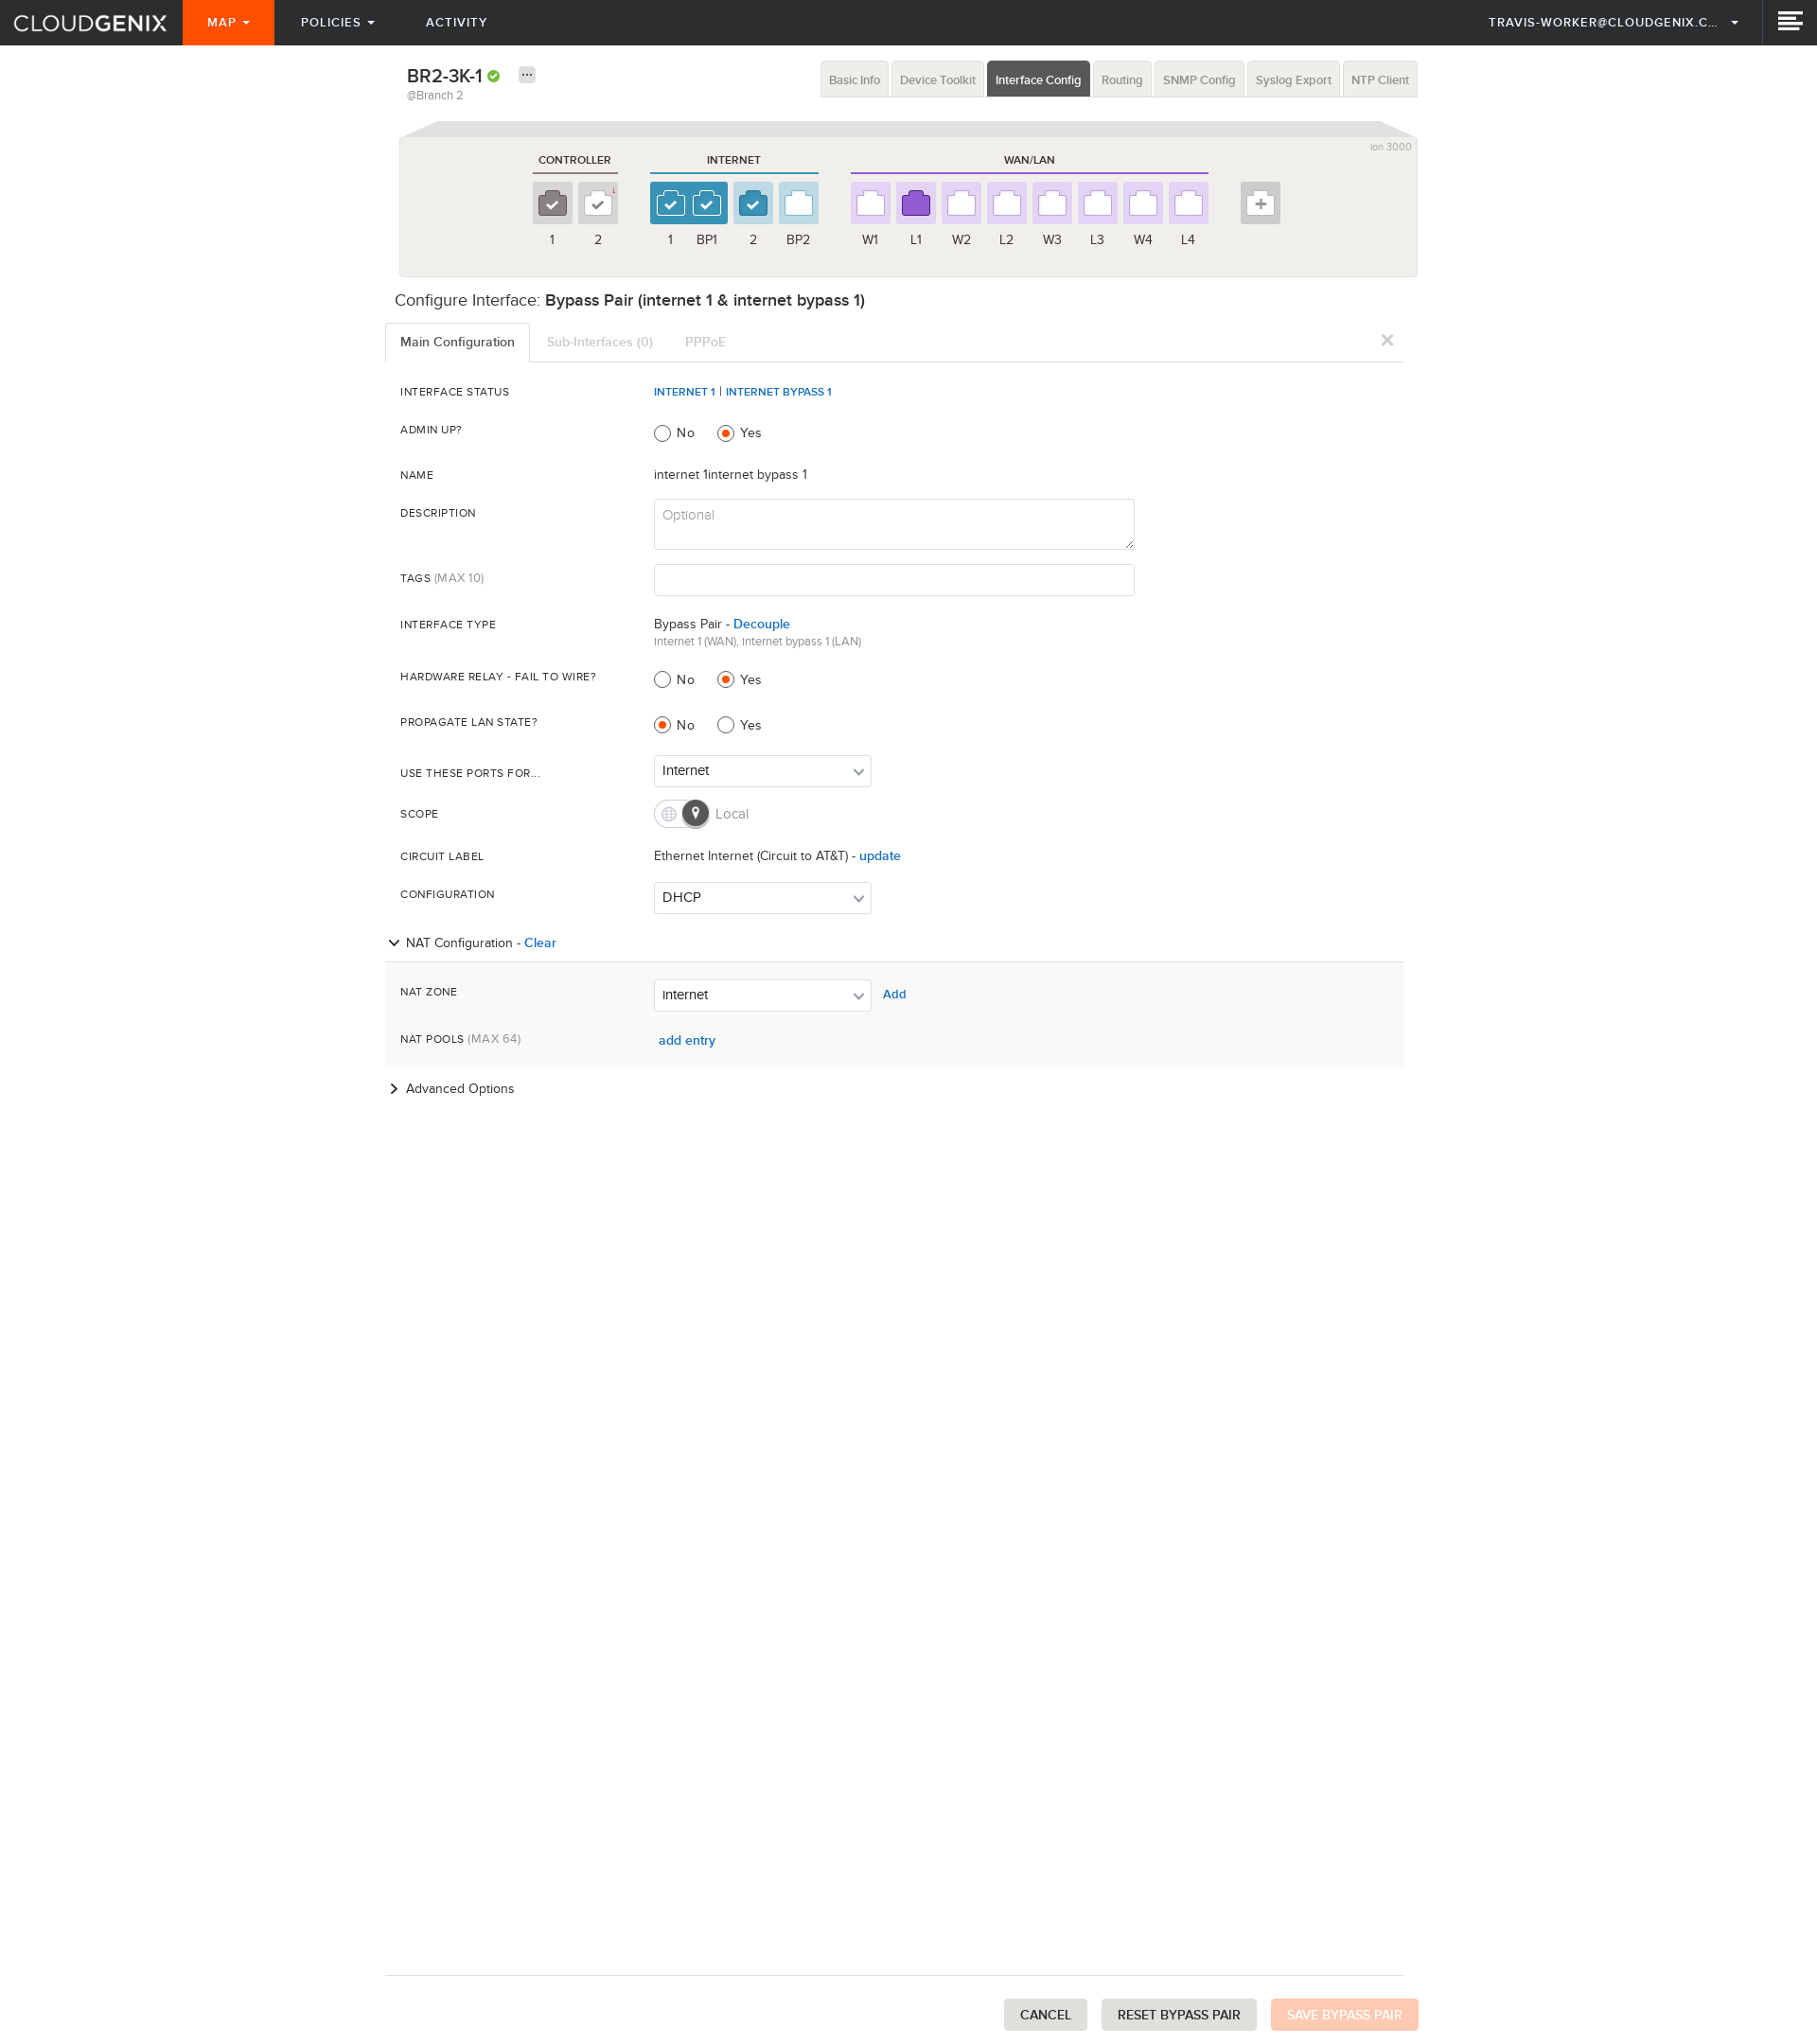 CLOUDGENIX MAP POLICIES ACTIVITY TRAVIS-WORKER@CLOUDGENIX.C...
BR2-3K-1 ...
@Branch 2
Basic Info Device Toolkit Interface Config Routing SNMP Config Syslog Export NTP Client
ion 3000
CONTROLLER INTERNET WAN/LAN
1 2 1 BP1 2 BP2 W1 L1 W2 L2 W3 L3 W4 L4
Configure Interface: Bypass Pair (internet 1 & internet bypass 1)
Main Configuration Sub-Interfaces (0) PPPoE
INTERFACE STATUS INTERNET 1 | INTERNET BYPASS 1
ADMIN UP? No Yes
NAME internet 1internet bypass 1
DESCRIPTION Optional
TAGS (MAX 10)
INTERFACE TYPE Bypass Pair - Decouple
internet 1 (WAN), internet bypass 1 (LAN)
HARDWARE RELAY - FAIL TO WIRE? No Yes
PROPAGATE LAN STATE? No Yes
USE THESE PORTS FOR... Internet
SCOPE Local
CIRCUIT LABEL Ethernet Internet (Circuit to AT&T) - update
CONFIGURATION DHCP
NAT Configuration - Clear
NAT ZONE internet Add
NAT POOLS (MAX 64) add entry
Advanced Options
CANCEL RESET BYPASS PAIR SAVE BYPASS PAIR